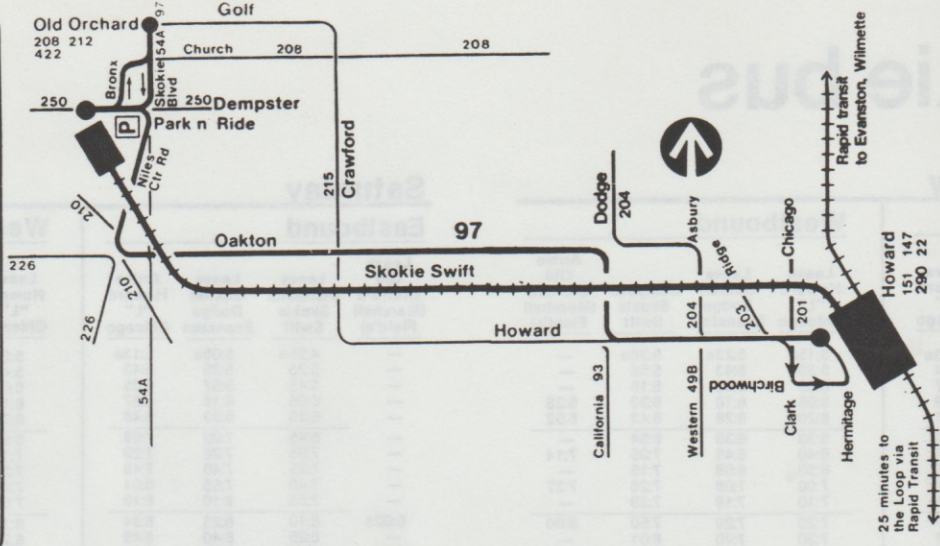 Golf
Old Orchard
208 212
422
97
54A
Skokie
Blvd
Church
208
208
Bronx
250
250 Dempster
P
Park n Ride
Niles
Ctr Rd
215
Crawford
Dodge
204
Asbury
Ridge
Chicago
Rapid transit
to Evanston, Wilmette
210
226
210
226
54A
Oakton
97
Skokie Swift
Howard
204
203
201
California 93
Western 49B
Birchwood
Clark
Hermitage
Howard
151 147
290 22
25 minutes to
the Loop via
Rapid Transit